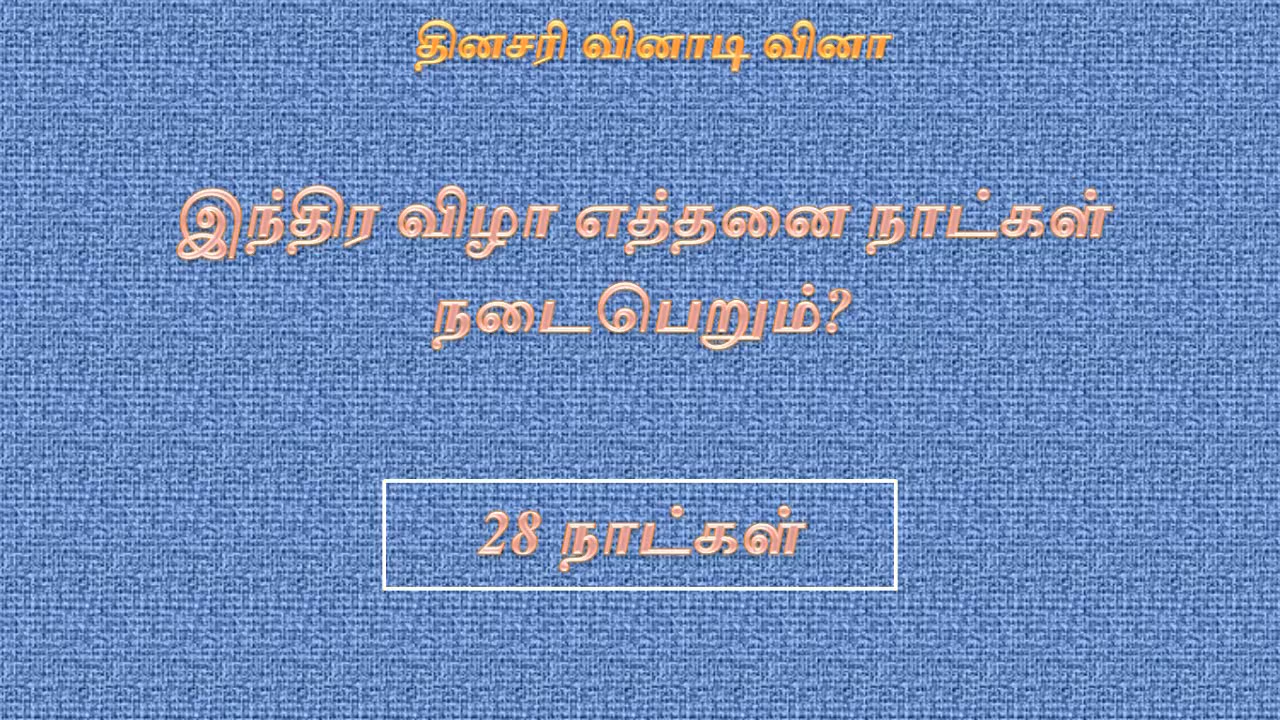 தினசரி வினாடி வினா
இந்திர விழா எத்தனை நாட்கள்
நடைபெறும்?
28 நாட்கள்